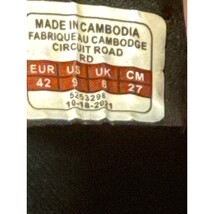 MADE IN CAMBODIA
FABRIQUE AU CAMBODGE
CIRCUIT ROAD
RD
EUR US UK CM
42 9 8 27
5253298
10-18-2021